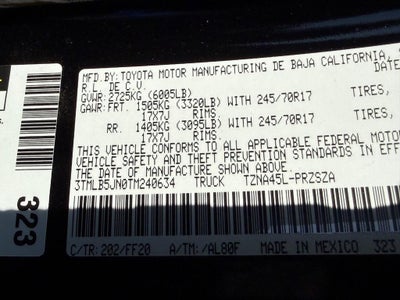 MFD.BY:TOYOTA MOTOR MANUFACTURING DE BAJA CALIFORNIA,
R.L. DE C.V. DATE
GVWR: 2725KG (6005LB)
GAWR:FRT. 1505KG (3320LB) WITH 245/70R17 TIRES,
17X7J RIMS,
RR. 1405KG (3095LB) WITH 245/70R17 TIRES,
17X7J RIMS,
THIS VEHICLE CONFORMS TO ALL APPLICABLE FEDERAL MOTO
VEHICLE SAFETY AND THEFT PREVENTION STANDARDS IN EFF
THE DATE OF MANUFACTURE SHOWN ABOVE.
3TMLB5JN0TM240634 TRUCK TZNA45L-PRZSZA
C/TR:202/FF20 A/TM:/AL80F MADE IN MEXICO 323
323